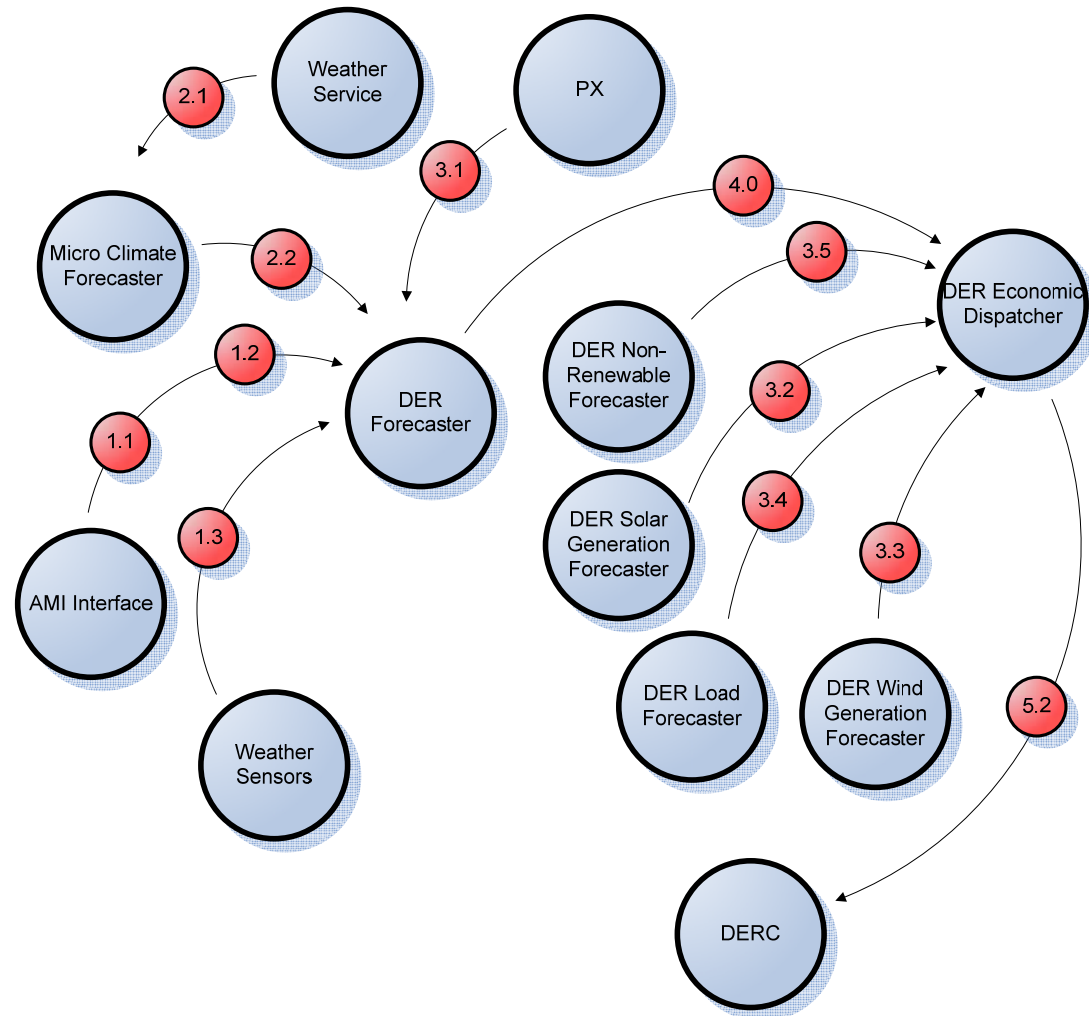 Weather
Service
PX
2.1
3.1
4.0
Micro Climate
Forecaster
2.2
3.5
DER Economic
Dispatcher
1.2
DER Non-
Renewable
Forecaster
DER
Forecaster
3.2
1.1
3.4
1.3
DER Solar
Generation
Forecaster
3.3
AMI Interface
DER Load
Forecaster
DER Wind
Generation
Forecaster
5.2
Weather
Sensors
DERC